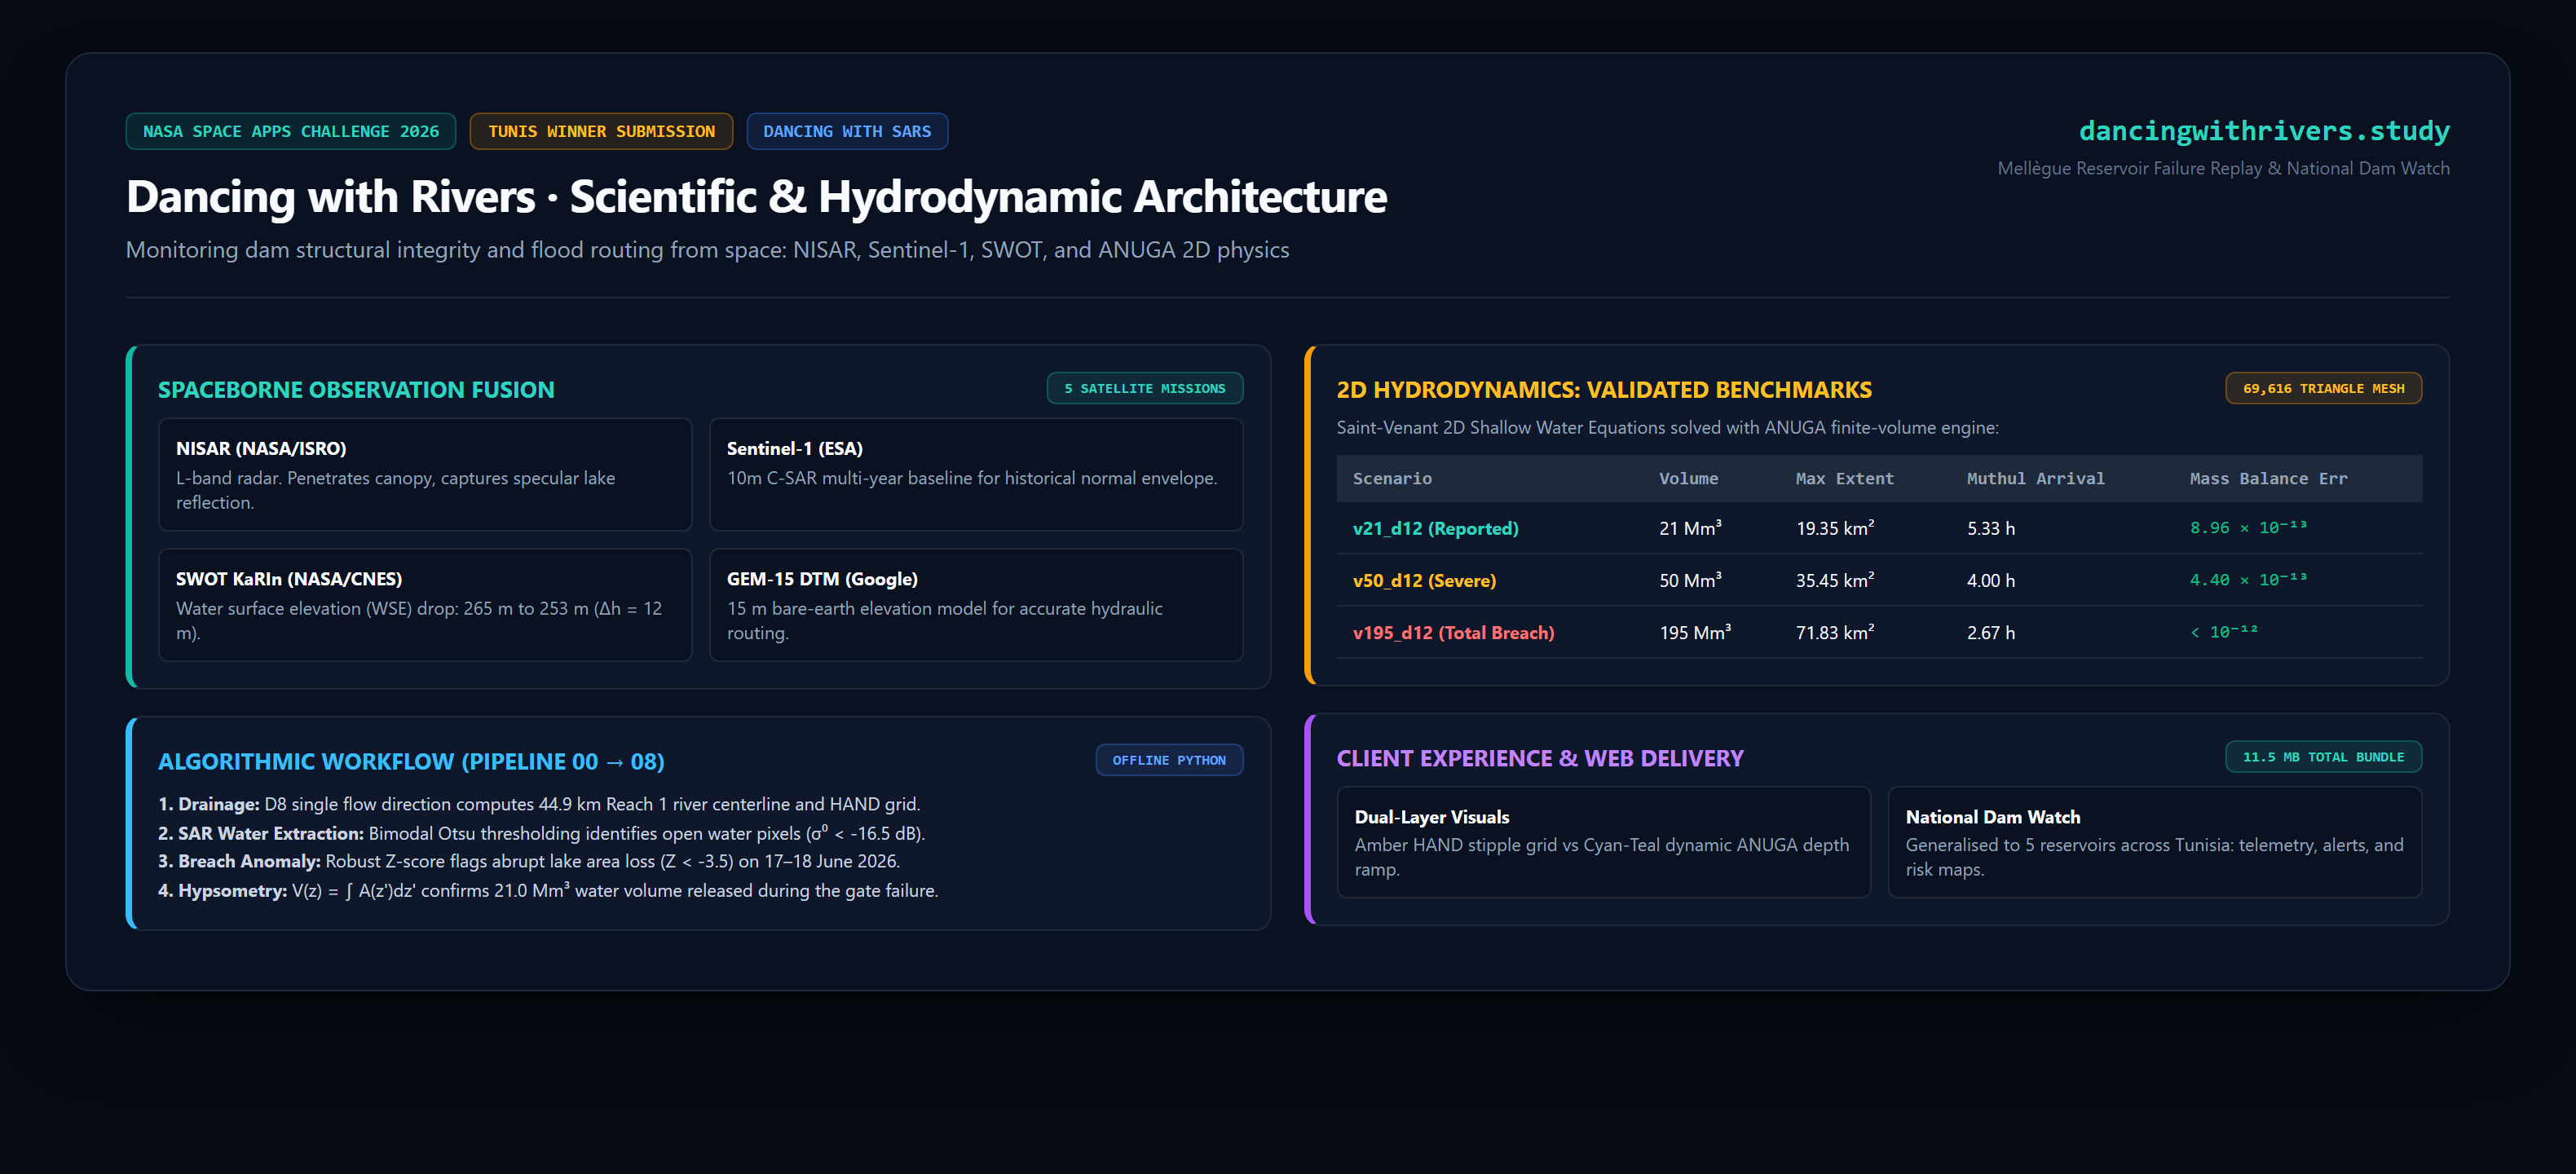 NASA SPACE APPS CHALLENGE 2026
TUNIS WINNER SUBMISSION
DANCING WITH SARS
dancingwithrivers.study
Mellègue Reservoir Failure Replay & National Dam Watch
Dancing with Rivers · Scientific & Hydrodynamic Architecture
Monitoring dam structural integrity and flood routing from space: NISAR, Sentinel-1, SWOT, and ANUGA 2D physics
SPACEBORNE OBSERVATION FUSION
5 SATELLITE MISSIONS
NISAR (NASA/ISRO)
L-band radar. Penetrates canopy, captures specular lake
reflection.
Sentinel-1 (ESA)
10m C-SAR multi-year baseline for historical normal envelope.
SWOT KaRIn (NASA/CNES)
Water surface elevation (WSE) drop: 265 m to 253 m (Δh = 12
m).
GEM-15 DTM (Google)
15 m bare-earth elevation model for accurate hydraulic
routing.
2D HYDRODYNAMICS: VALIDATED BENCHMARKS
69,616 TRIANGLE MESH
Saint-Venant 2D Shallow Water Equations solved with ANUGA finite-volume engine:
Scenario Volume Max Extent Muthul Arrival Mass Balance Err
v21_d12 (Reported) 21 Mm³ 19.35 km² 5.33 h 8.96 × 10⁻¹³
v50_d12 (Severe) 50 Mm³ 35.45 km² 4.00 h 4.40 × 10⁻¹³
v195_d12 (Total Breach) 195 Mm³ 71.83 km² 2.67 h < 10⁻¹²
ALGORITHMIC WORKFLOW (PIPELINE 00 → 08)
OFFLINE PYTHON
1. Drainage: D8 single flow direction computes 44.9 km Reach 1 river centerline and HAND grid.
2. SAR Water Extraction: Bimodal Otsu thresholding identifies open water pixels (σ⁰ < -16.5 dB).
3. Breach Anomaly: Robust Z-score flags abrupt lake area loss (Z < -3.5) on 17–18 June 2026.
4. Hypsometry: V(z) = ∫ A(z')dz' confirms 21.0 Mm³ water volume released during the gate failure.
CLIENT EXPERIENCE & WEB DELIVERY
11.5 MB TOTAL BUNDLE
Dual-Layer Visuals
Amber HAND stipple grid vs Cyan-Teal dynamic ANUGA depth
ramp.
National Dam Watch
Generalised to 5 reservoirs across Tunisia: telemetry, alerts, and
risk maps.